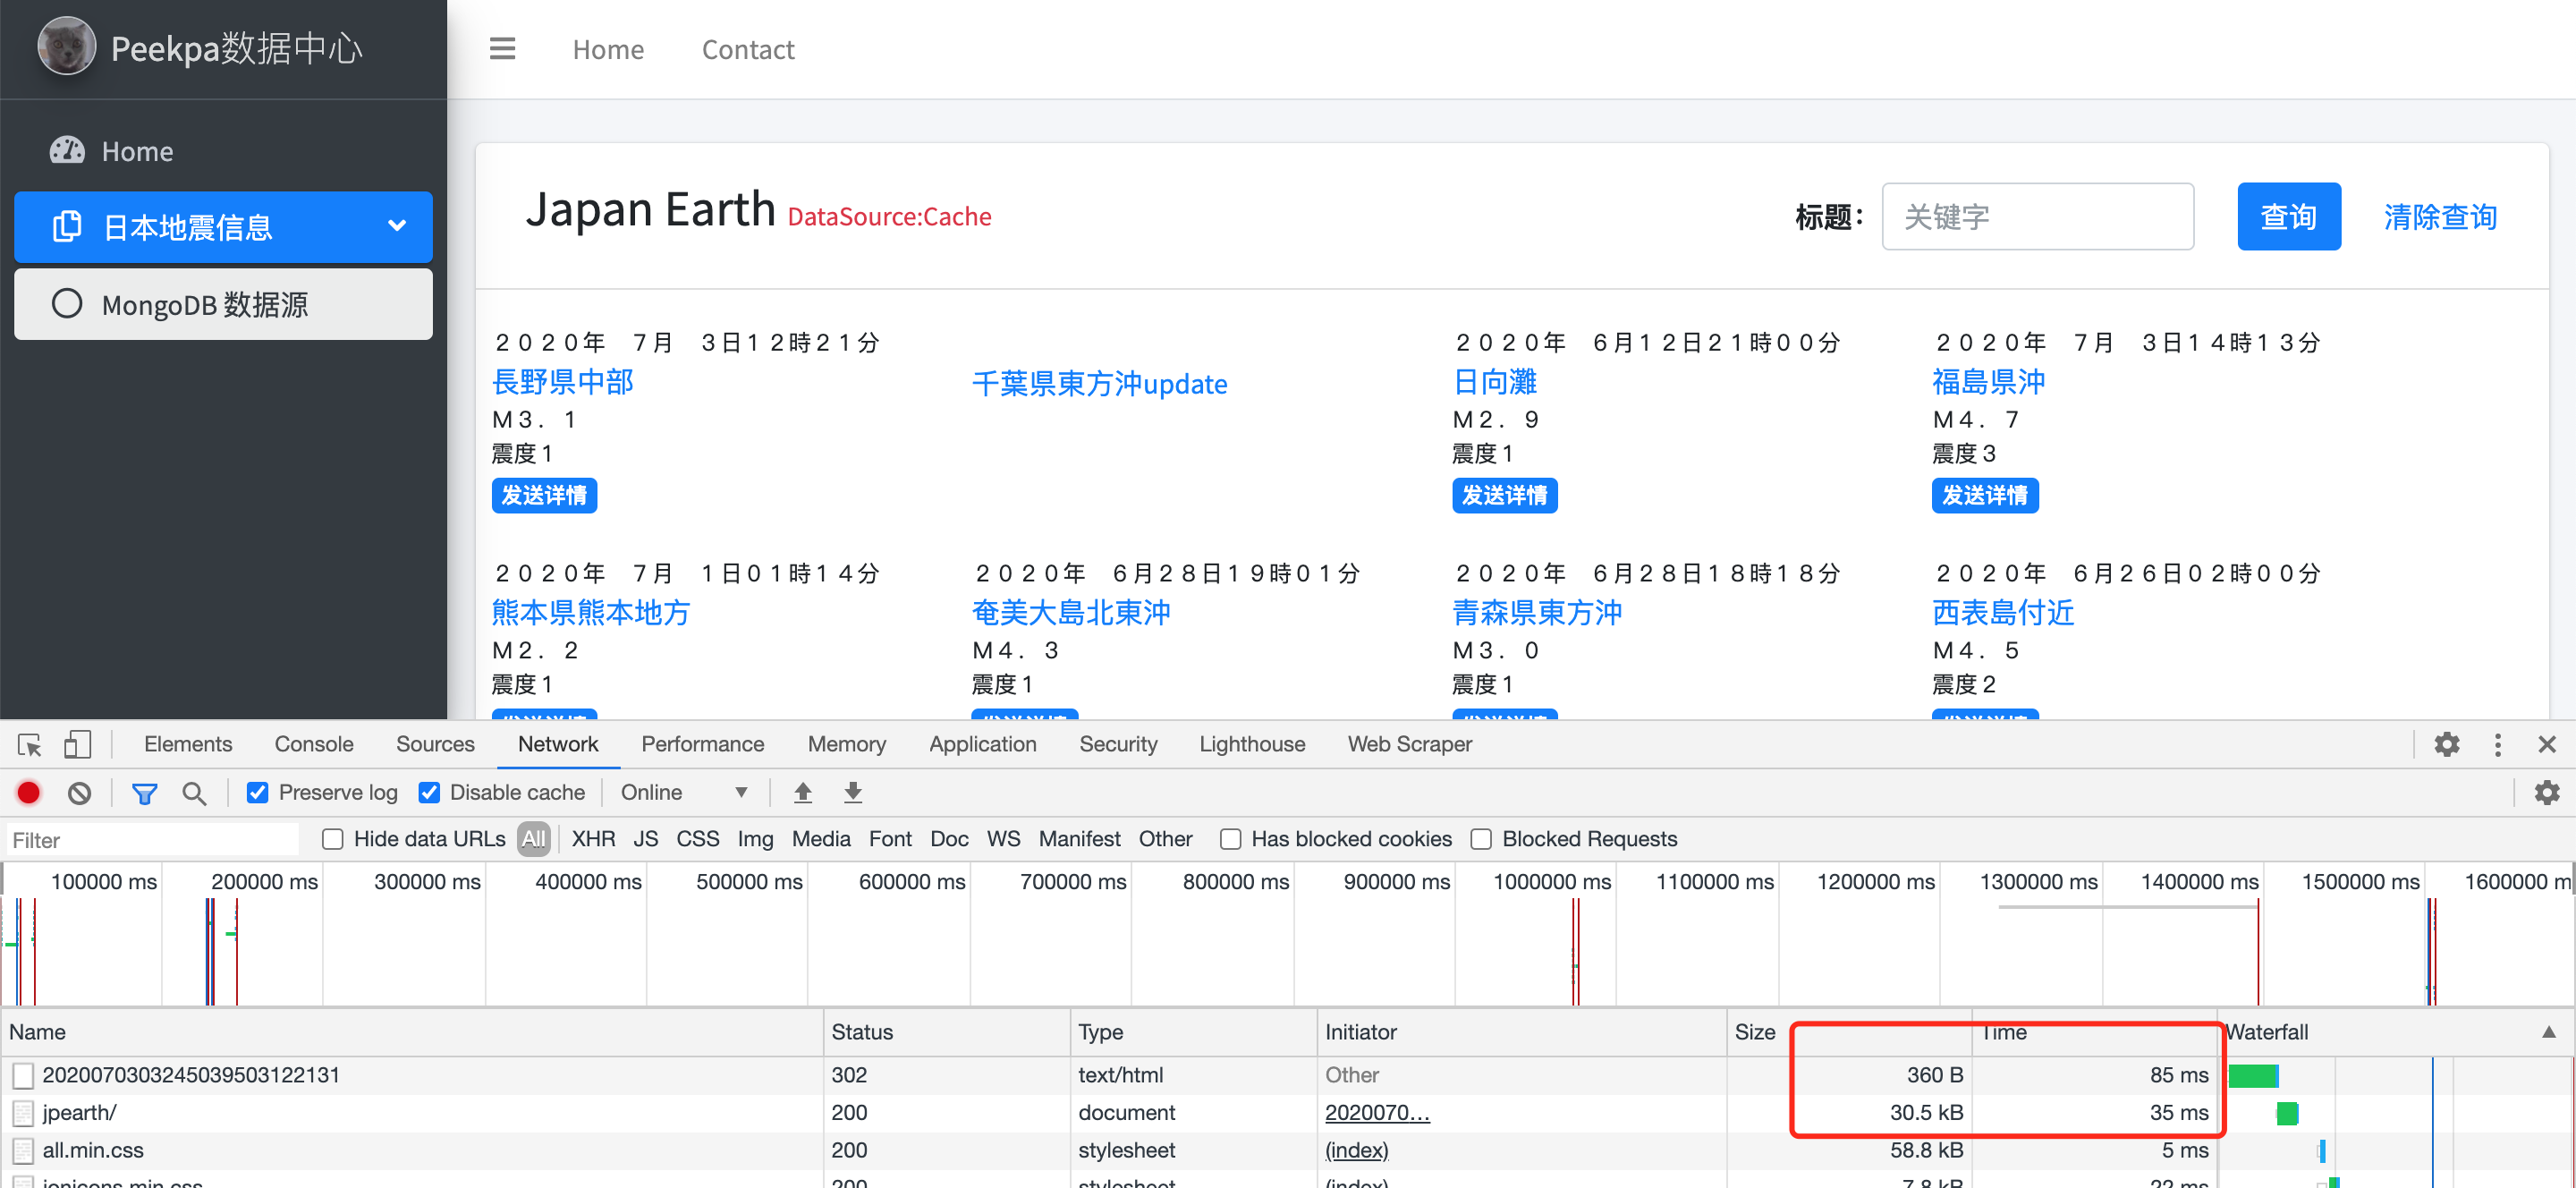 Peekpa数据中心
Home
Contact
Home
日本地震信息
MongoDB 数据源
Japan Earth DataSource:Cache
标题：
关键字
查询
清除查询
２０２０年　７月　３日１２時２１分
長野県中部
Ｍ３．１
震度１
发送详情
千葉県東方沖update
２０２０年　６月１２日２１時００分
日向灘
Ｍ２．９
震度１
发送详情
２０２０年　７月　３日１４時１３分
福島県沖
Ｍ４．７
震度３
发送详情
２０２０年　７月　１日０１時１４分
熊本県熊本地方
Ｍ２．２
震度１
２０２０年　６月２８日１９時０１分
奄美大島北東沖
Ｍ４．３
震度１
２０２０年　６月２８日１８時１８分
青森県東方沖
Ｍ３．０
震度１
２０２０年　６月２６日０２時００分
西表島付近
Ｍ４．５
震度２
Elements Console Sources Network Performance Memory Application Security Lighthouse Web Scraper
Preserve log Disable cache Online
Filter Hide data URLs All XHR JS CSS Img Media Font Doc WS Manifest Other Has blocked cookies Blocked Requests
100000 ms 200000 ms 300000 ms 400000 ms 500000 ms 600000 ms 700000 ms 800000 ms 900000 ms 1000000 ms 1100000 ms 1200000 ms 1300000 ms 1400000 ms 1500000 ms 1600000 m
Name Status Type Initiator Size Time Waterfall
2020070303245039503122131 302 text/html Other 360 B 85 ms
jpearth/ 200 document 2020070… 30.5 kB 35 ms
all.min.css 200 stylesheet (index) 58.8 kB 5 ms
ionicons.min.css 200 stylesheet (index) 7.8 kB 22 ms